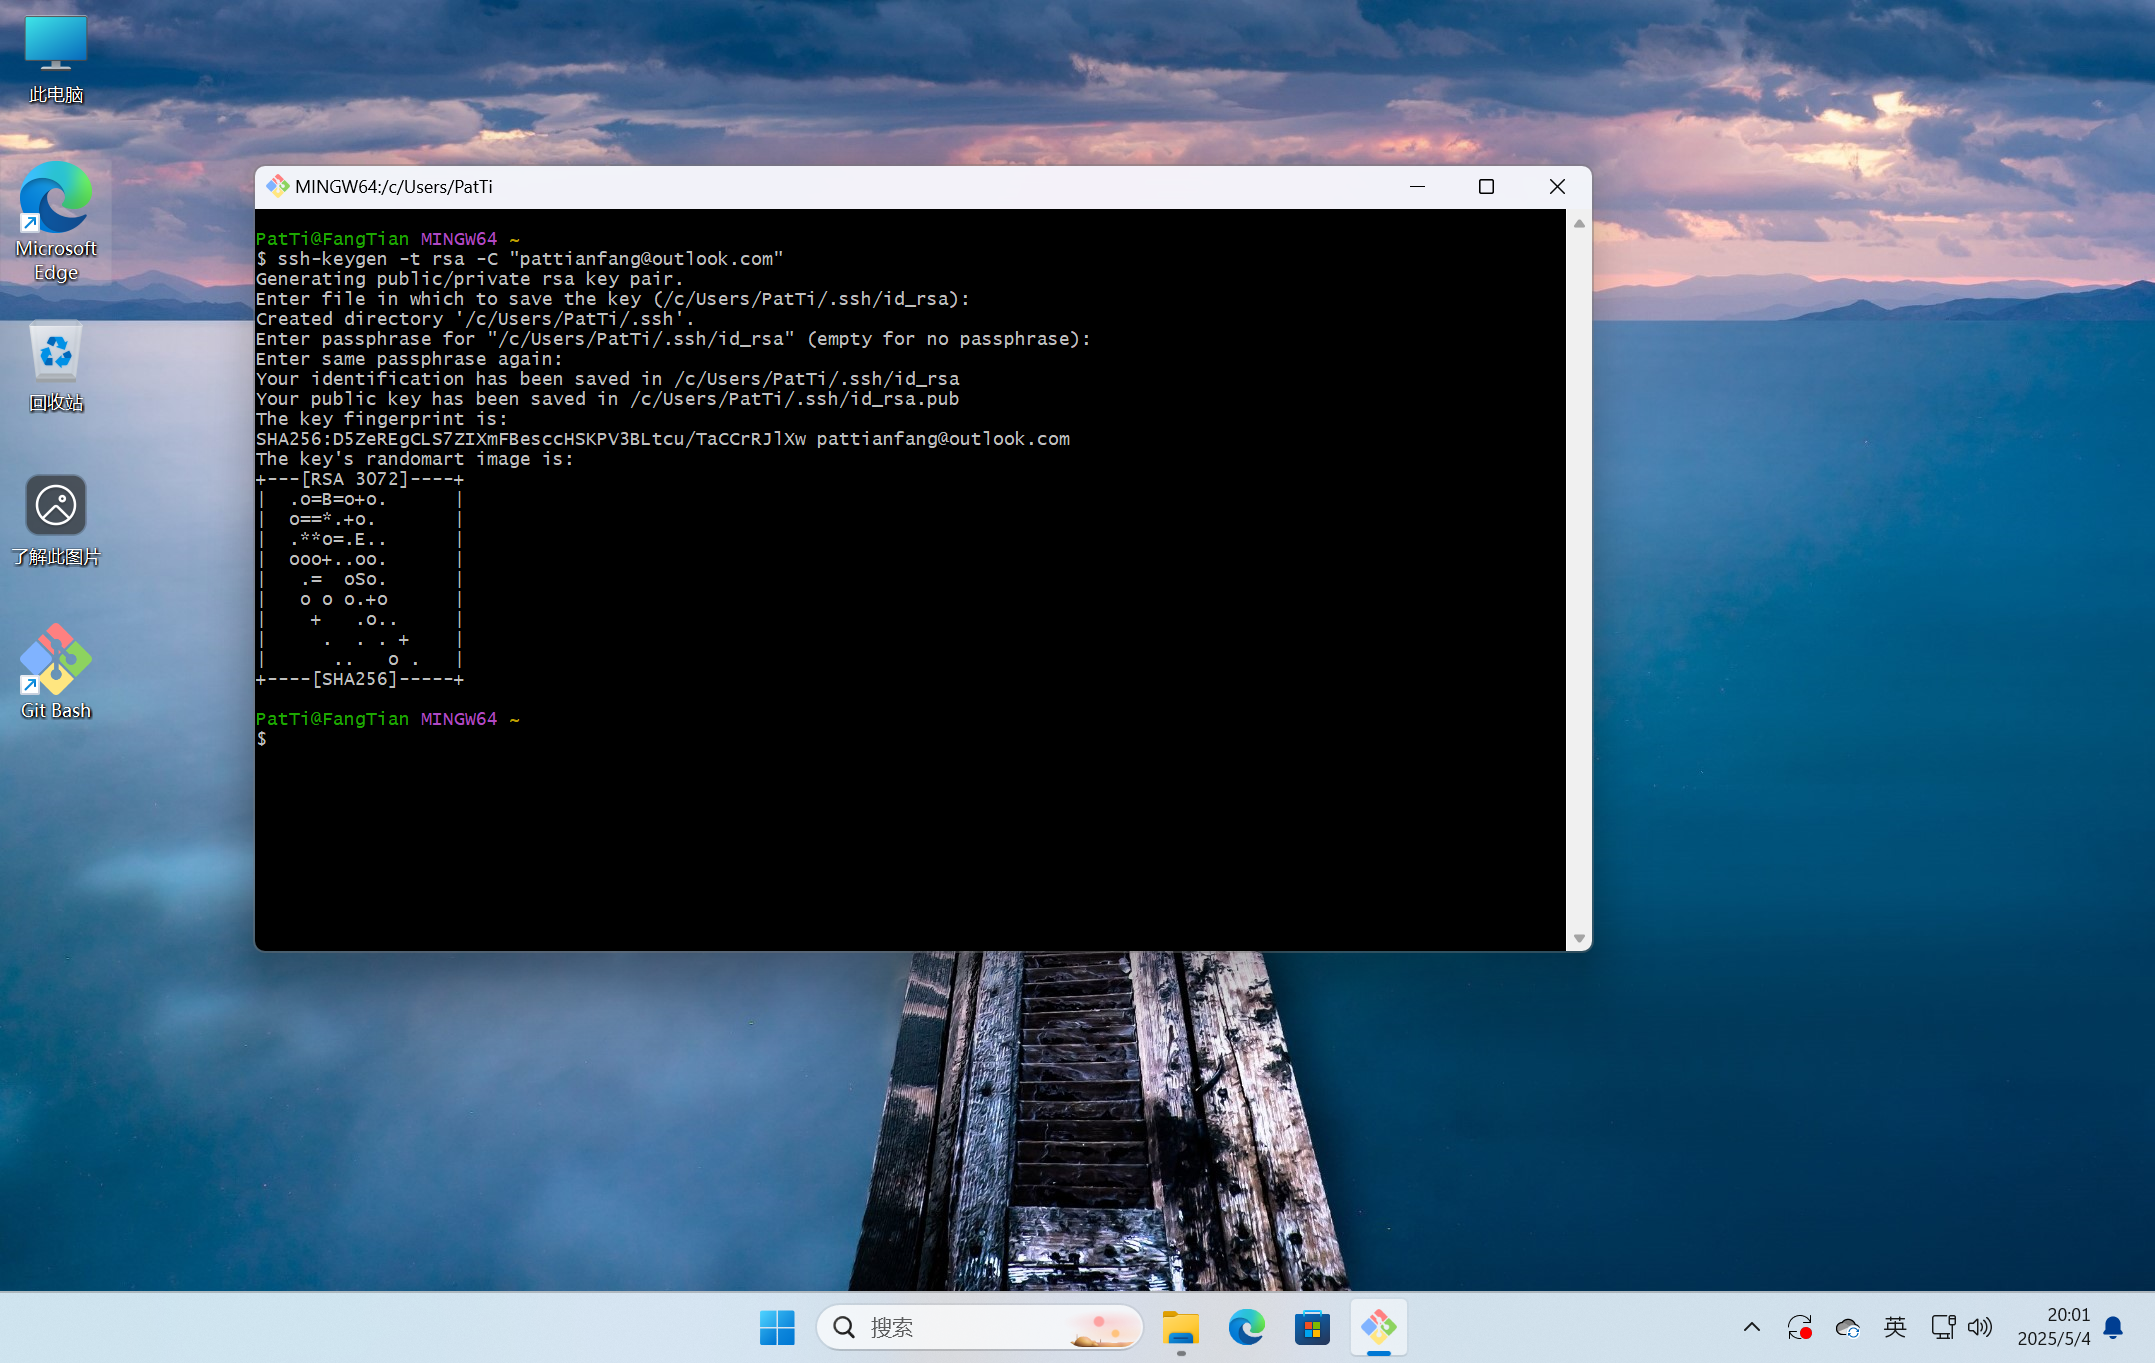 此电脑
Microsoft
Edge
回收站
了解此图片
Git Bash
MINGW64:/c/Users/PatTi
PatTi@FangTian MINGW64 ~
$ ssh-keygen -t rsa -C "pattianfang@outlook.com"
Generating public/private rsa key pair.
Enter file in which to save the key (/c/Users/PatTi/.ssh/id_rsa):
Created directory '/c/Users/PatTi/.ssh'.
Enter passphrase for "/c/Users/PatTi/.ssh/id_rsa" (empty for no passphrase):
Enter same passphrase again:
Your identification has been saved in /c/Users/PatTi/.ssh/id_rsa
Your public key has been saved in /c/Users/PatTi/.ssh/id_rsa.pub
The key fingerprint is:
SHA256:D5ZeREgCLS7ZIXmFBesccHSKPV3BLtcu/TaCCrRJlXw pattianfang@outlook.com
The key's randomart image is:
+---[RSA 3072]----+
|  .o=B=o+o.      |
|  o==*.+o.       |
|  .**o=.E..      |
|  ooo+..oo.      |
|   .=  oSo.      |
|   o o o.+o      |
|    +   .o..     |
|     .  . . +    |
|      ..   o .   |
+----[SHA256]-----+
PatTi@FangTian MINGW64 ~
$
搜索
英
20:01
2025/5/4